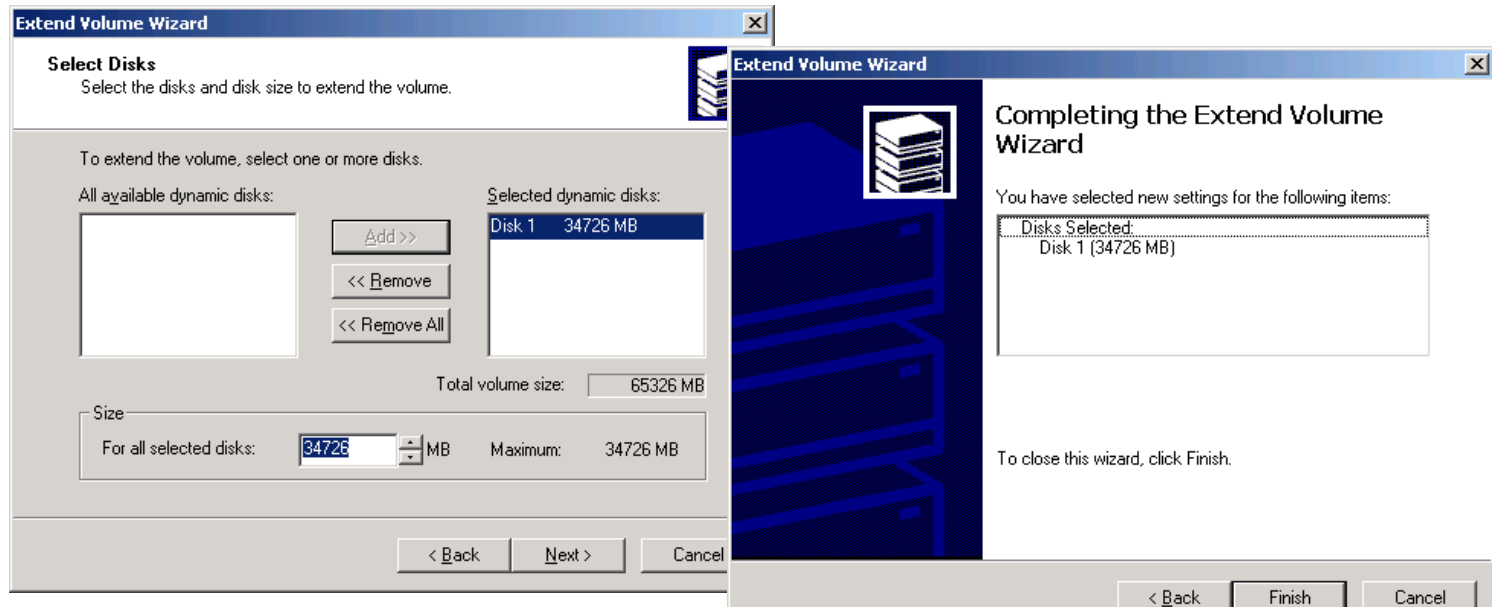 Extend Volume Wizard
Select Disks
Select the disks and disk size to extend the volume.
To extend the volume, select one or more disks.
All available dynamic disks:
Selected dynamic disks:
Disk 1 34726 MB
Add >>
<< Remove
<< Remove All
Total volume size: 65326 MB
Size
For all selected disks: 34726 MB Maximum: 34726 MB
< Back Next > Cancel
Extend Volume Wizard
Completing the Extend Volume
Wizard
You have selected new settings for the following items:
Disks Selected:
Disk 1 (34726 MB)
To close this wizard, click Finish.
< Back Finish Cancel